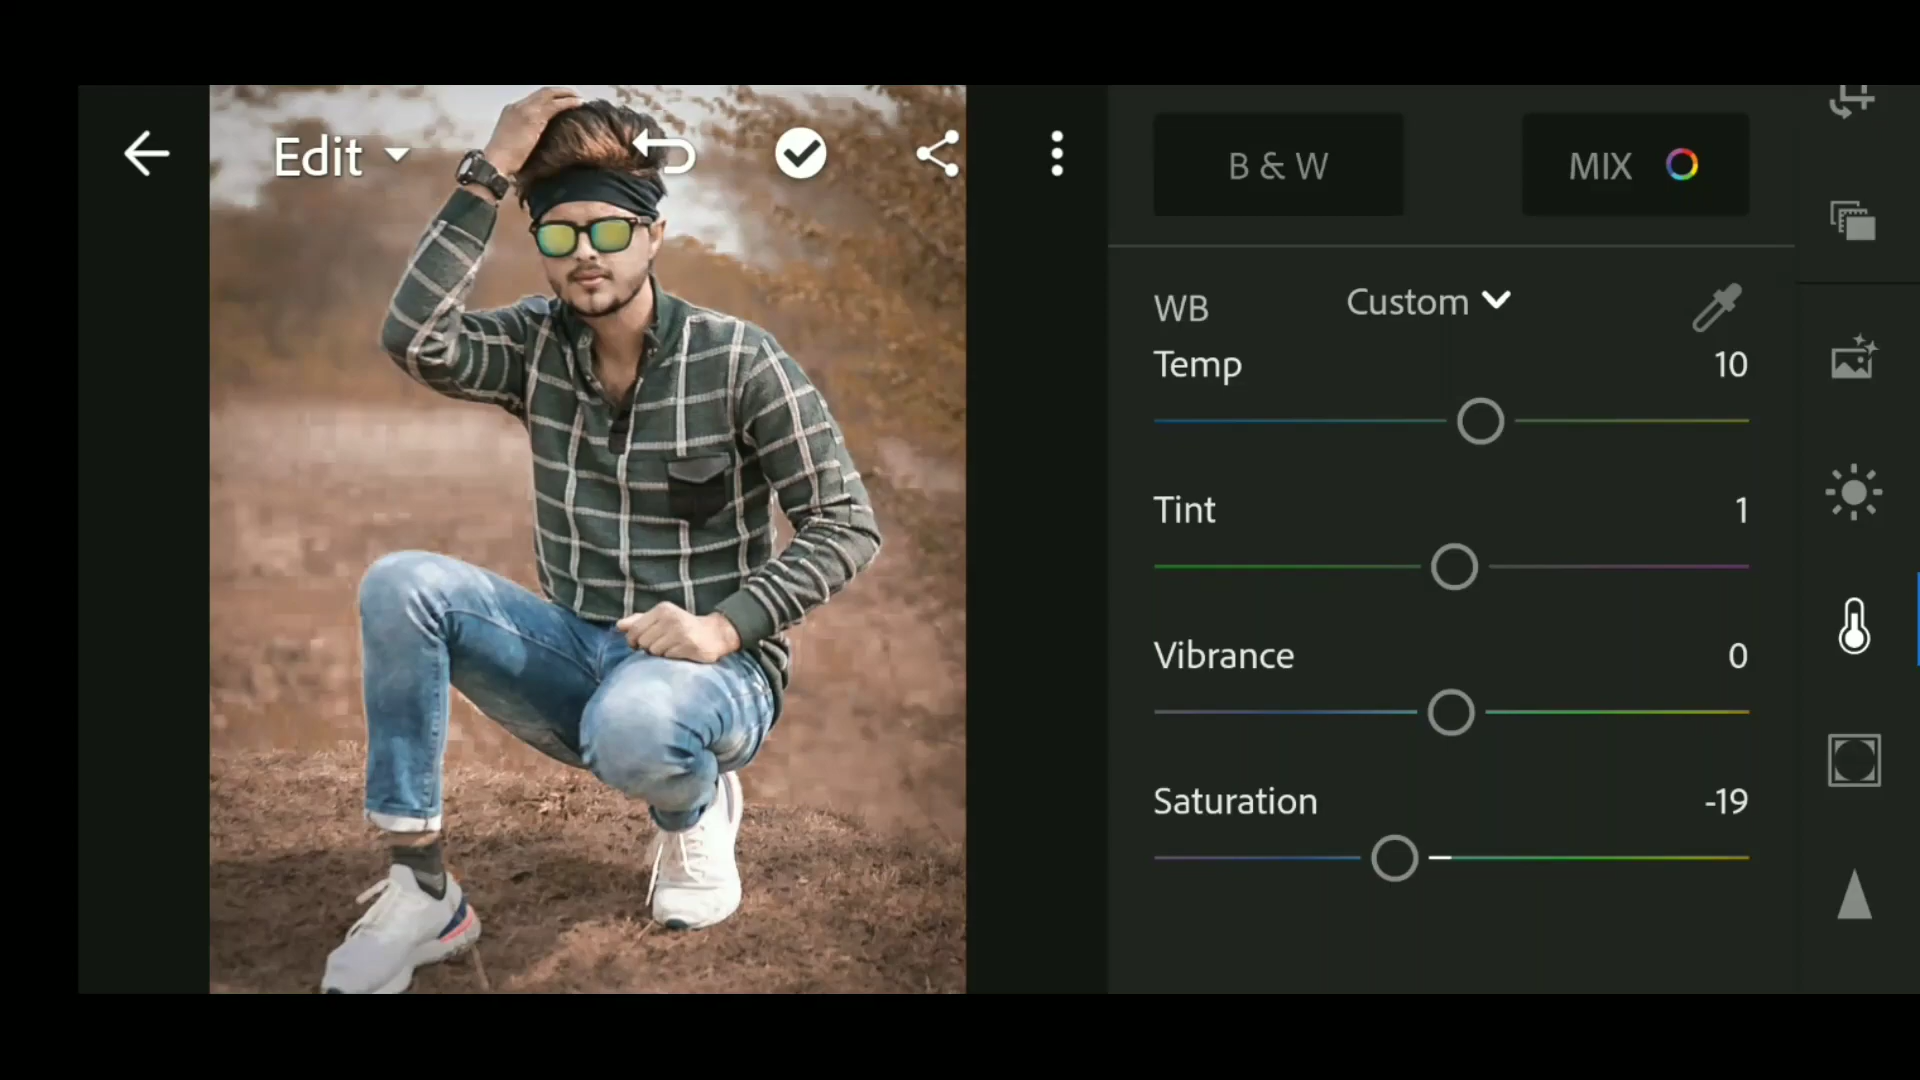 Edit
B & W
MIX
WB
Custom
Temp
10
Tint
1
Vibrance
0
Saturation
-19